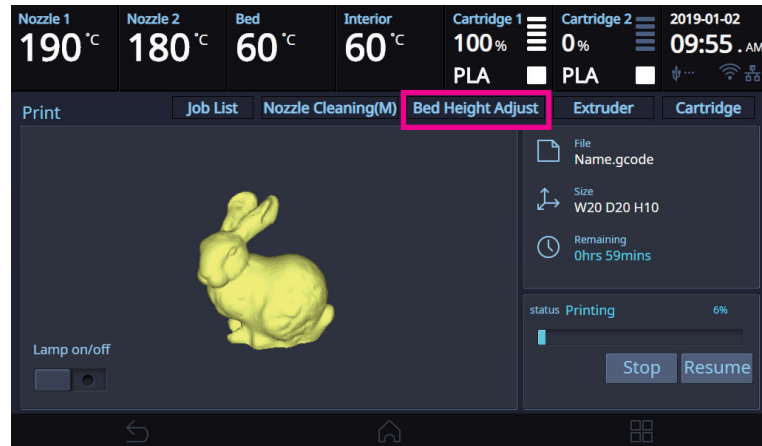 Nozzle 1
190 °C
Nozzle 2
180 °C
Bed
60 °C
Interior
60 °C
Cartridge 1
100%
PLA
Cartridge 2
0%
PLA
2019-01-02
09:55 . AM
Print
Job List
Nozzle Cleaning(M)
Bed Height Adjust
Extruder
Cartridge
File
Name.gcode
Size
W20 D20 H10
Remaining
0hrs 59mins
status Printing 6%
Lamp on/off
Stop
Resume